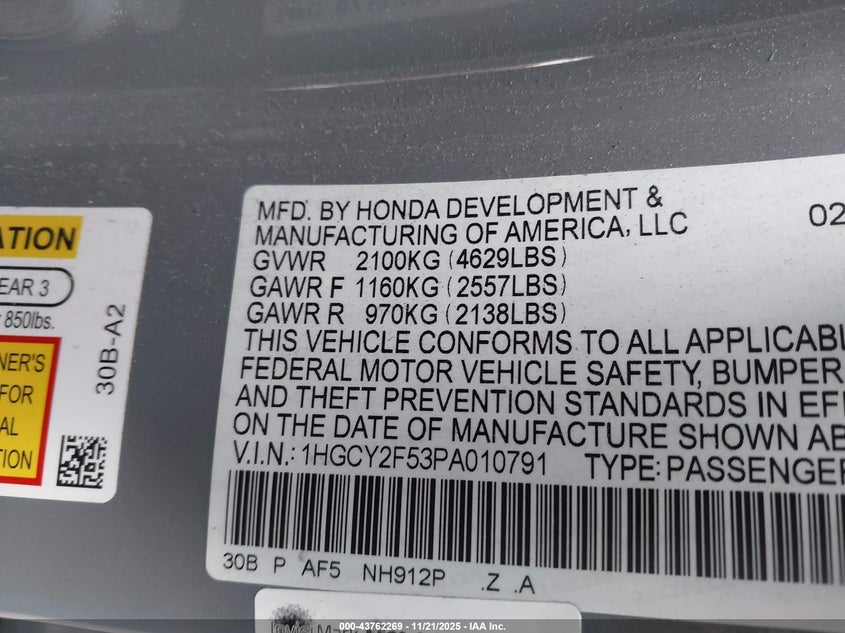 ATION
EAR 3
850lbs.
30B-A2
NER'S
FOR
AL
TION
MFD. BY HONDA DEVELOPMENT &
MANUFACTURING OF AMERICA, LLC 02
GVWR 2100KG (4629LBS)
GAWR F 1160KG (2557LBS)
GAWR R 970KG (2138LBS)
THIS VEHICLE CONFORMS TO ALL APPLICABL
FEDERAL MOTOR VEHICLE SAFETY, BUMPER
AND THEFT PREVENTION STANDARDS IN EFF
ON THE DATE OF MANUFACTURE SHOWN AB
V.I.N.: 1HGCY2F53PA010791 TYPE: PASSENGER
30B P AF5 NH912P .Z .A
000-43762269 - 11/21/2025 - IAA Inc.